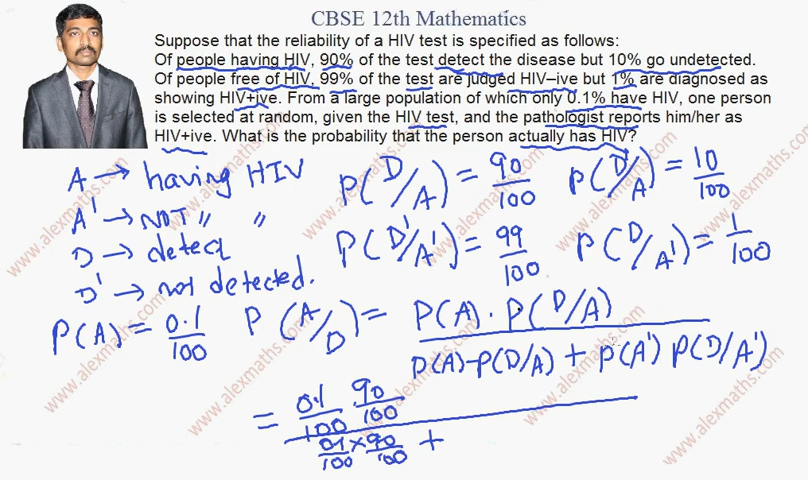 CBSE 12th Mathematics
Suppose that the reliability of a HIV test is specified as follows:
Of people having HIV, 90% of the test detect the disease but 10% go undetected.
Of people free of HIV, 99% of the test are judged HIV–ive but 1% are diagnosed as
showing HIV+ive. From a large population of which only 0.1% have HIV, one person
is selected at random, given the HIV test, and the pathologist reports him/her as
HIV+ive. What is the probability that the person actually has HIV?
A → having HIV P(D/A) = 90/100 P(D'/A) = 10/100
A' → NOT " "
D → detect P(D'/A') = 99/100 P(D/A') = 1/100
D' → not detected.
P(A) = 0.1/100 P(A/D) = P(A) · P(D/A)
P(A)-P(D/A) + P(A') P(D/A')
= 0.1/100 . 90/100
01/100 × 90/100 +
www.alexmaths.com